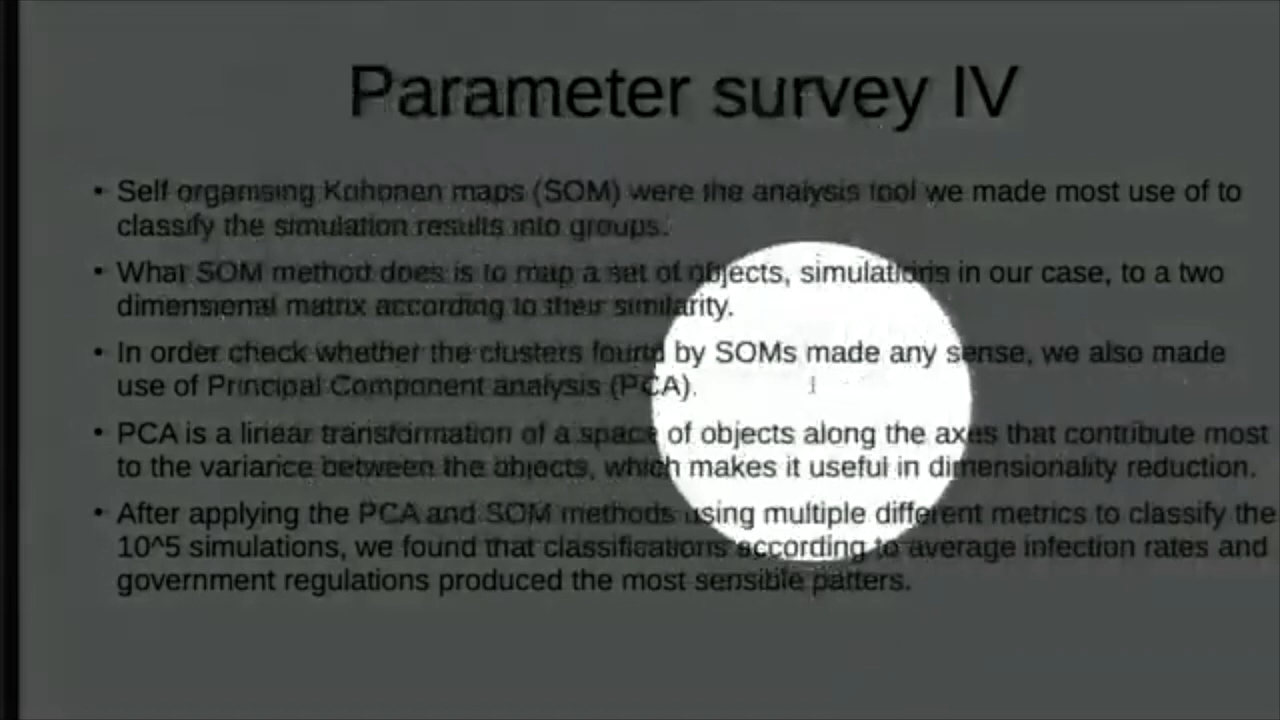 Parameter survey IV
• Self organising Kohonen maps (SOM) were the analysis tool we made most use of to
classify the simulation results into groups.
• What SOM method does is to map a set of objects, simulations in our case, to a two
dimensional matrix according to their similarity.
• In order check whether the clusters found by SOMs made any sense, we also made
use of Principal Component analysis (PCA).
• PCA is a linear transformation of a space of objects along the axes that contribute most
to the variance between the objects, which makes it useful in dimensionality reduction.
• After applying the PCA and SOM methods using multiple different metrics to classify the
10^5 simulations, we found that classifications according to average infection rates and
government regulations produced the most sensible patters.